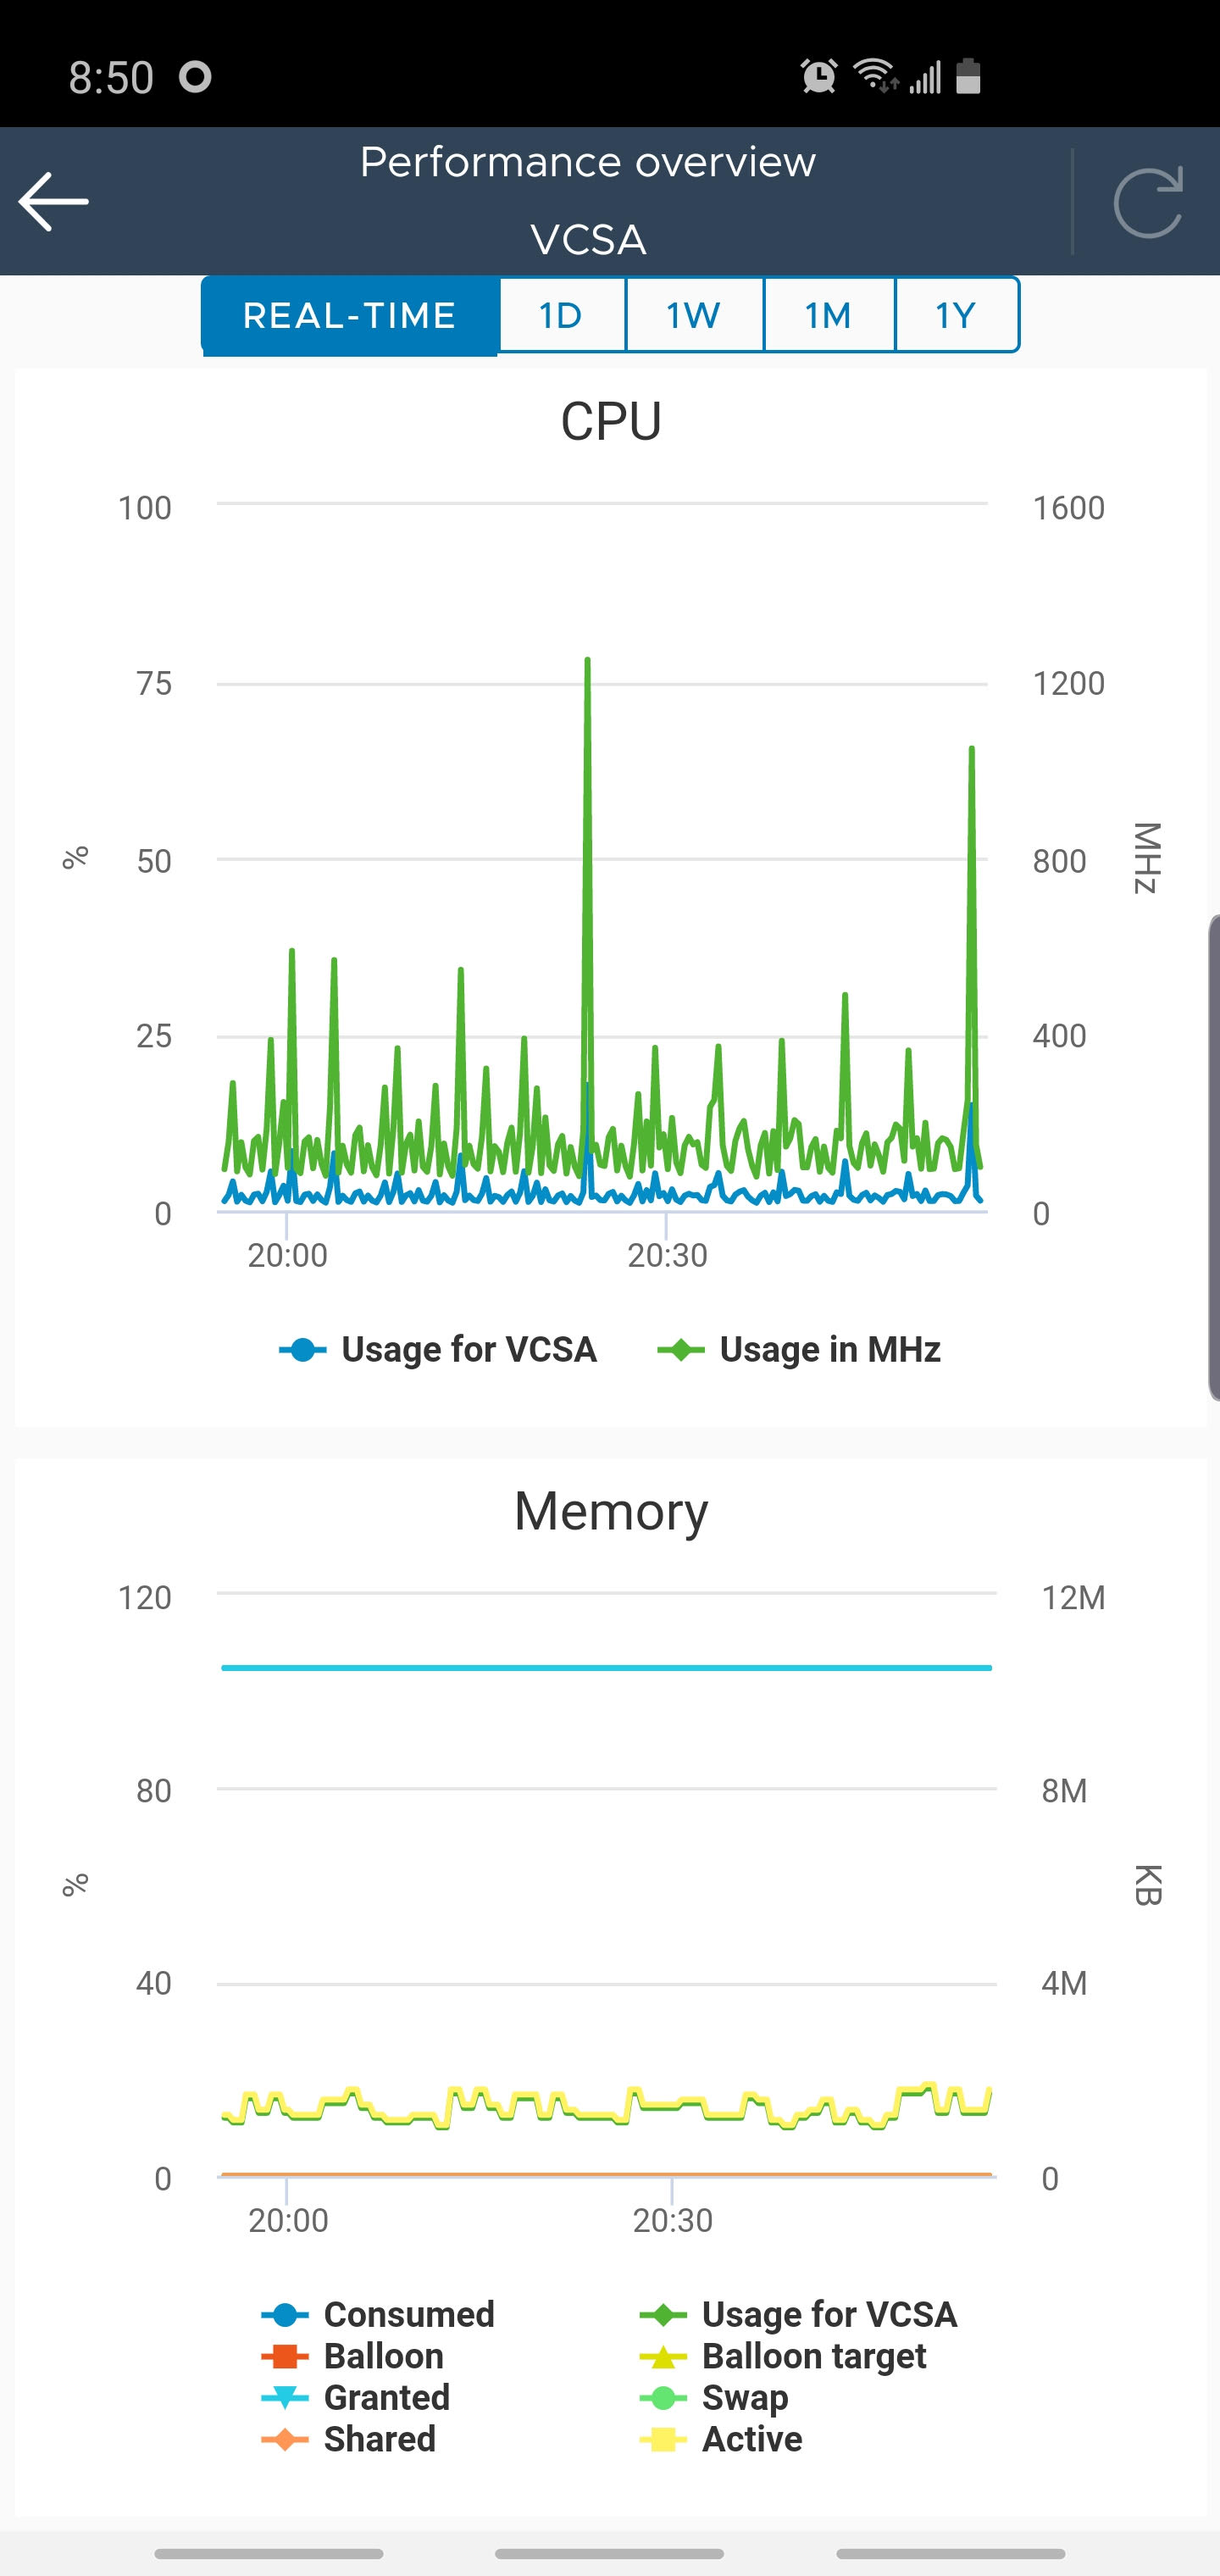 8:50
Performance overview
VCSA
REAL-TIME 1D 1W 1M 1Y
CPU
100 1600
75 1200
% 50 800 MHz
25 400
0 0
20:00 20:30
Usage for VCSA Usage in MHz
Memory
120 12M
80 8M
% KB
40 4M
0 0
20:00 20:30
Consumed Usage for VCSA
Balloon Balloon target
Granted Swap
Shared Active